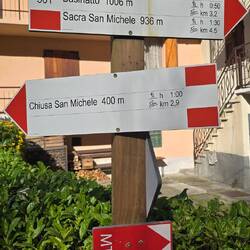 1006 m
h 0:50
km 3,2
Sacra San Michele 936 m
h 1:30
km 4,5
Chiusa San Michele 400 m
h 1:00
km 2,9